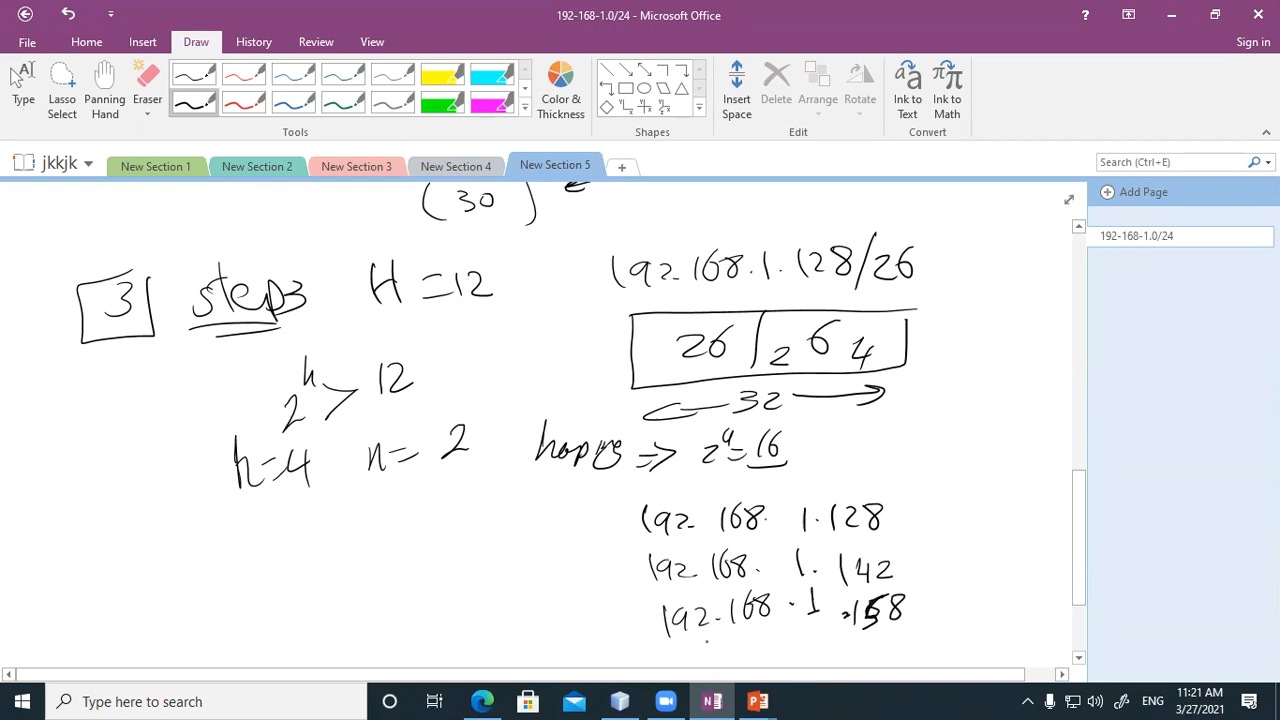 192-168-1.0/24 - Microsoft Office
File Home Insert Draw History Review View Sign in
Type Lasso Select Panning Hand Eraser Color & Thickness Insert Space Delete Arrange Rotate Ink to Text Ink to Math
Tools Shapes Edit Convert
jkkjk New Section 1 New Section 2 New Section 3 New Section 4 New Section 5 Search (Ctrl+E)
Add Page
192-168-1.0/24
(30)
192.168.1.128/26
3 steps H=12
26 2 6 4
32
h
2 > 12
h=4 n=2 => 2^4=16
192.168.1.128
192.168.1.142
192.168.1.158
Type here to search
ENG 11:21 AM
3/27/2021